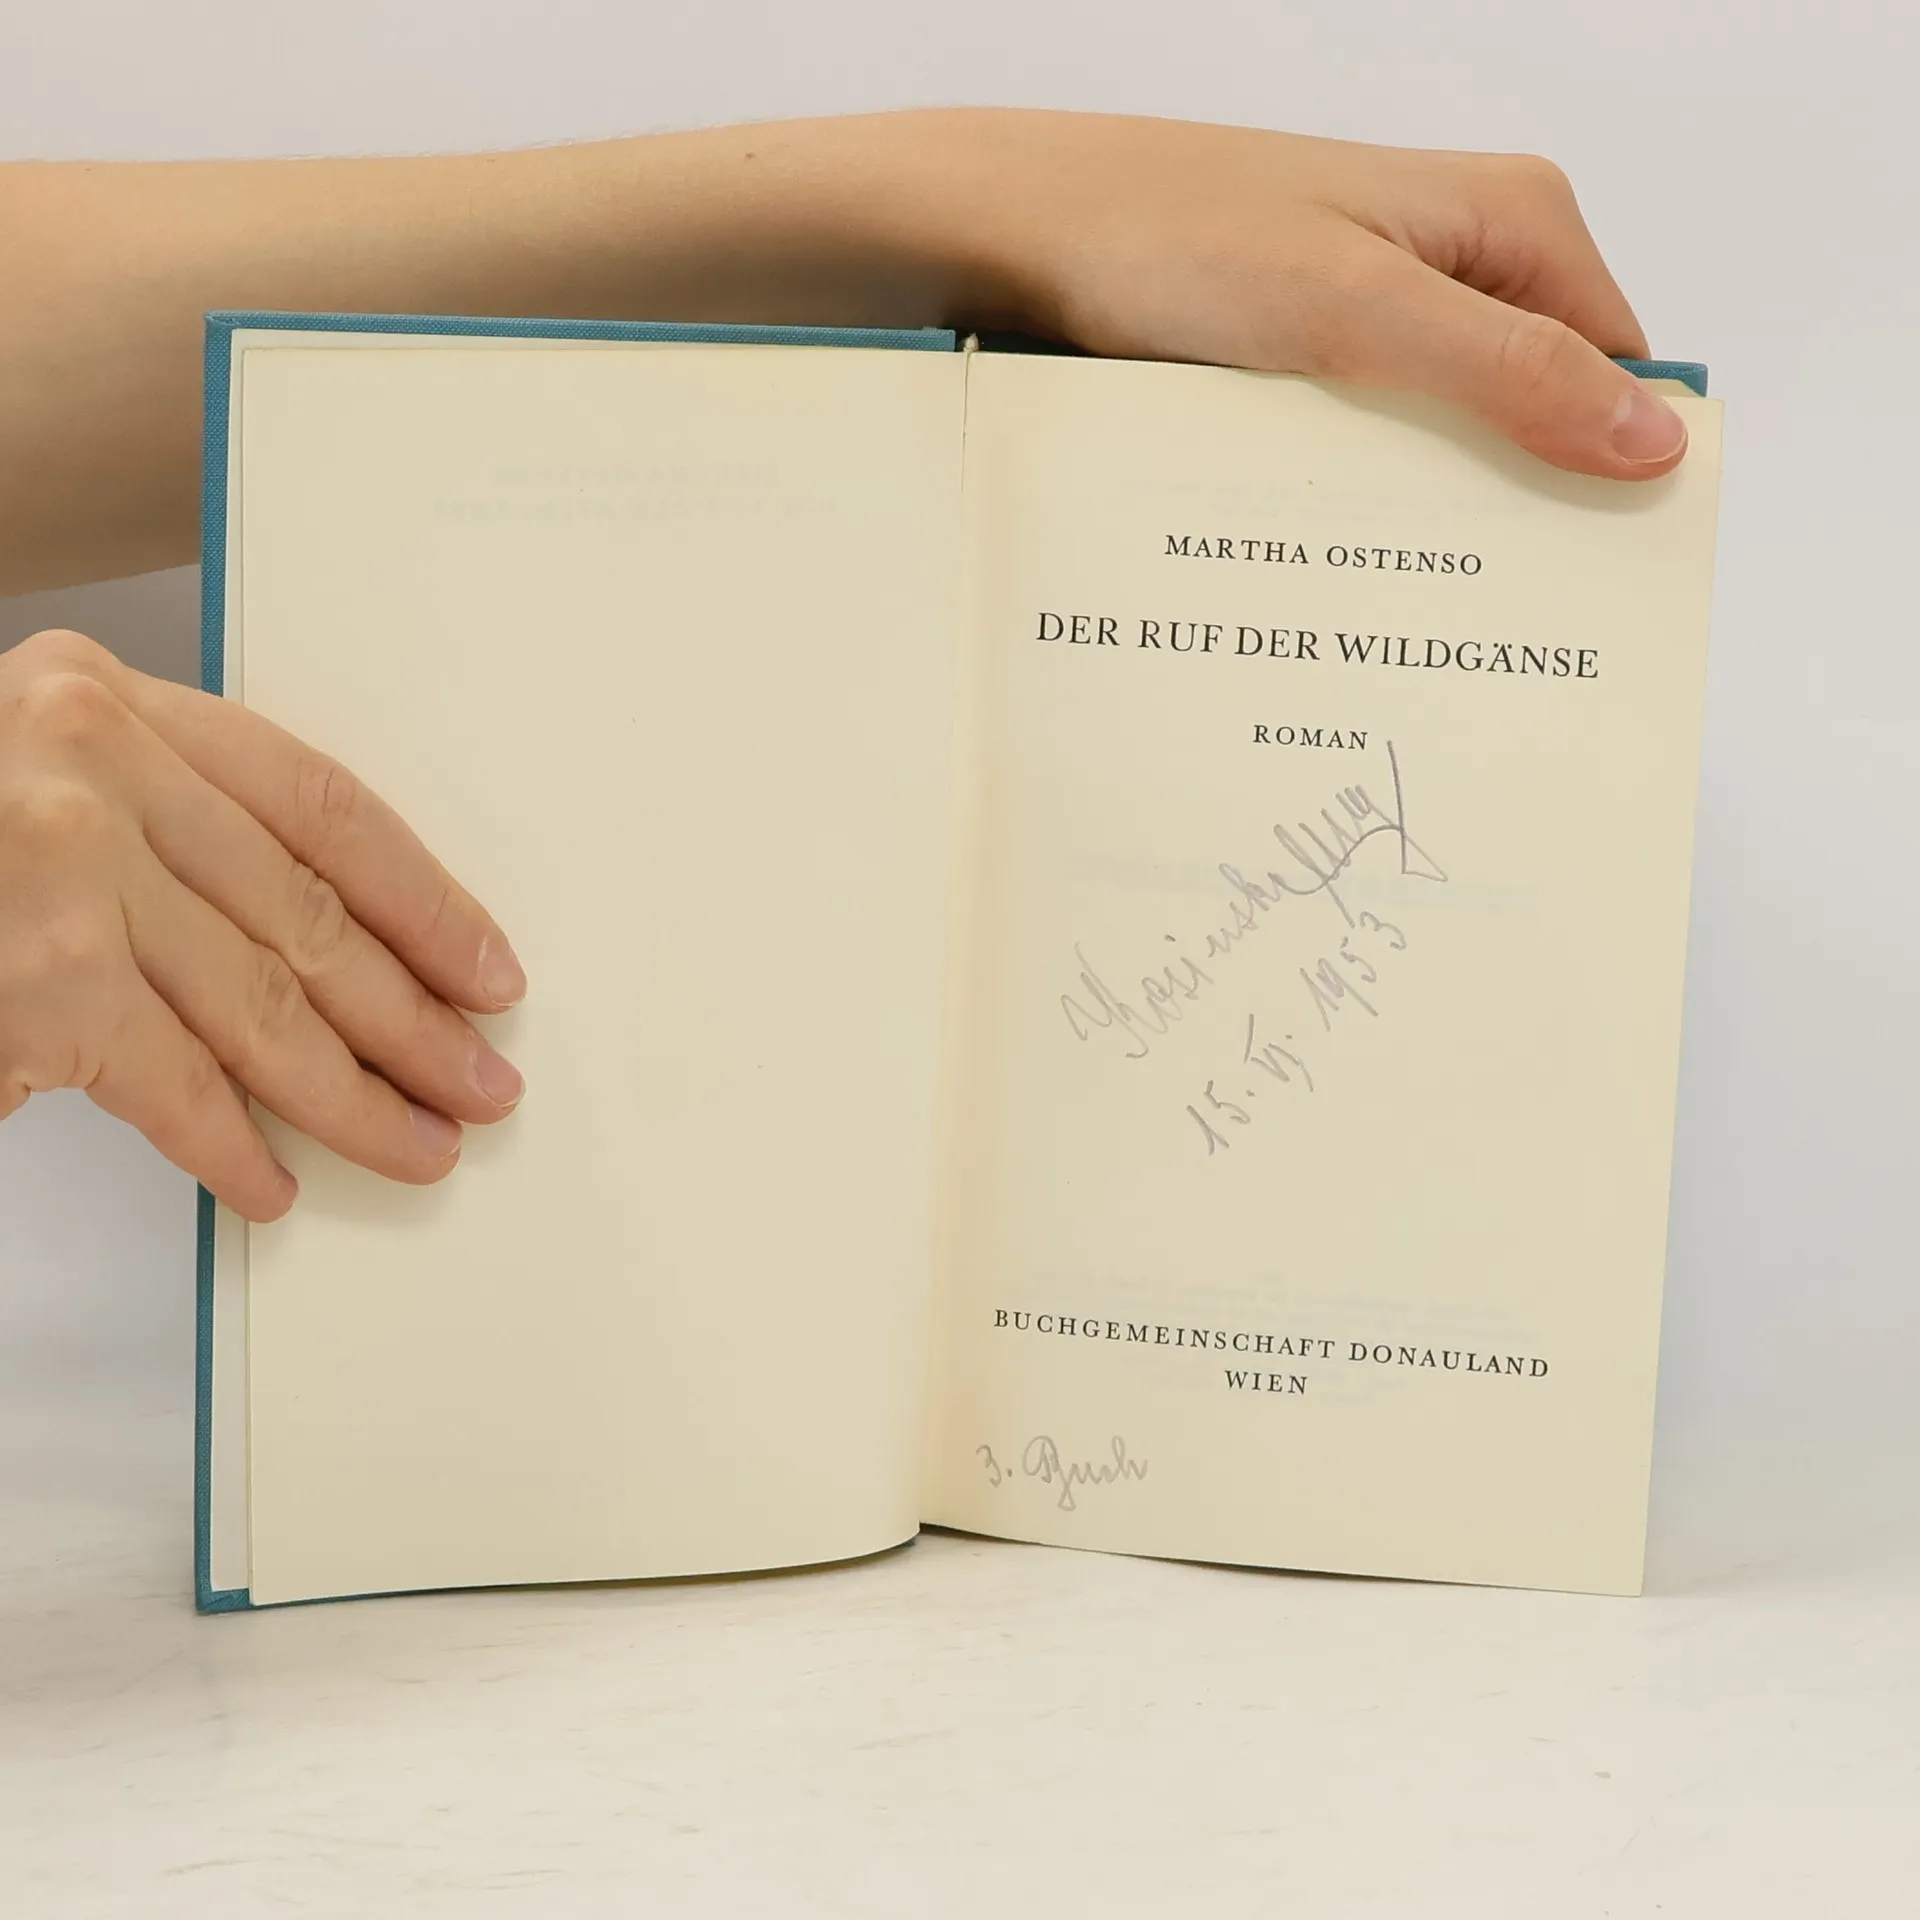 MARTHA OSTENSO
DER RUF DER WILDGÄNSE
ROMAN
15. VI. 1953
BUCHGEMEINSCHAFT DONAULAND
WIEN
3. Buch